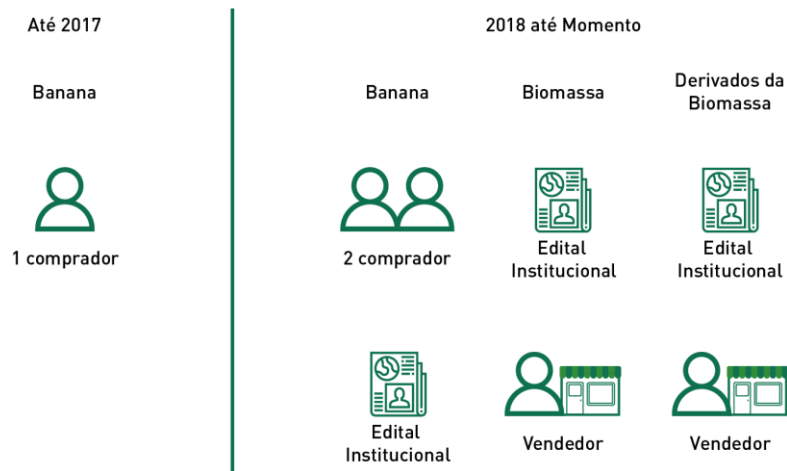 Até 2017
2018 até Momento
Banana
Banana
Biomassa
Derivados da
Biomassa
1 comprador
2 comprador
Edital
Institucional
Edital
Institucional
Edital
Institucional
Vendedor
Vendedor